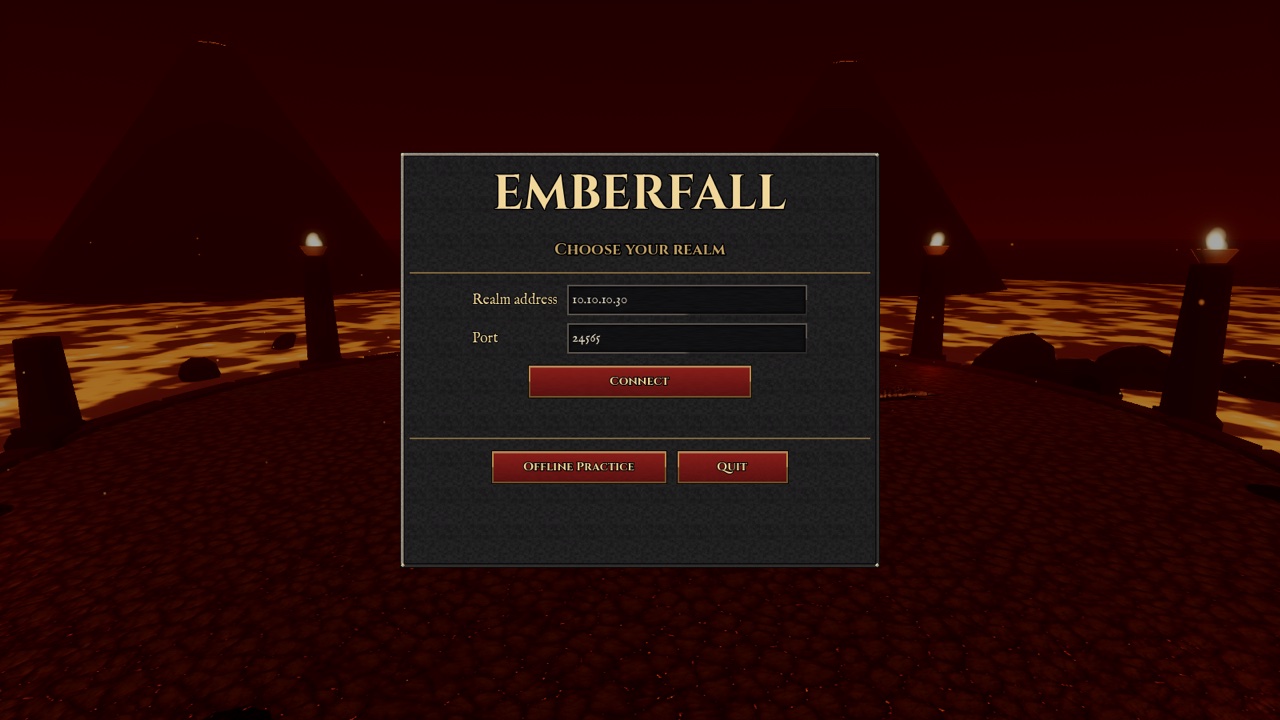 EMBERFALL
Choose your realm
Realm address 10.10.10.30
Port 24565
Connect
Offline Practice Quit